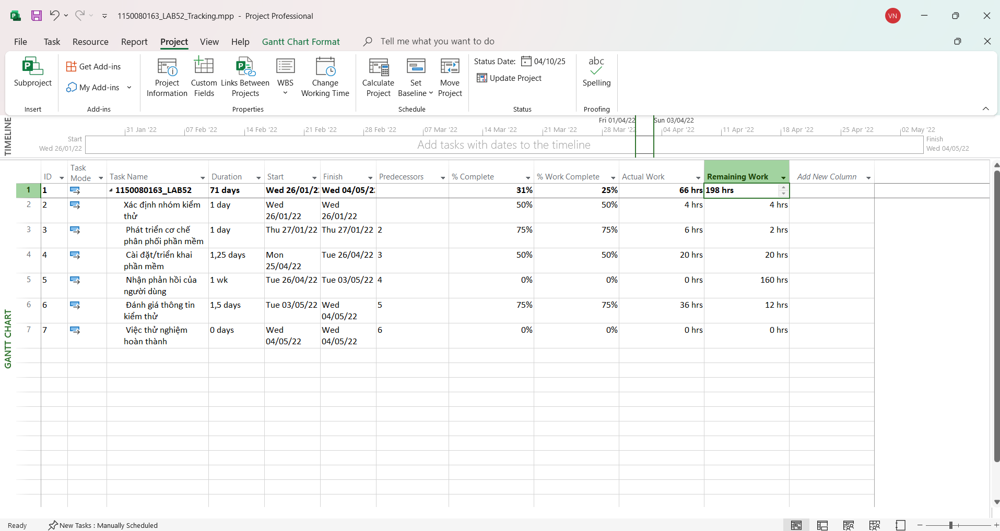 1150080163_LAB52_Tracking.mpp - Project Professional
VN
File Task Resource Report Project View Help Gantt Chart Format Tell me what you want to do
Subproject
Insert
Get Add-ins
My Add-ins
Add-ins
Project Information
Custom Fields
Links Between Projects
WBS
Change Working Time
Properties
Calculate Project
Set Baseline
Move Project
Schedule
Status Date: 04/10/25
Update Project
Status
abc
Spelling
Proofing
TIMELINE
Fri 01/04/22 Sun 03/04/22
31 Jan '22 07 Feb '22 14 Feb '22 21 Feb '22 28 Feb '22 07 Mar '22 14 Mar '22 21 Mar '22 28 Mar '22 04 Apr '22 11 Apr '22 18 Apr '22 25 Apr '22 02 May '22
Start
Wed 26/01/22
Add tasks with dates to the timeline
Finish
Wed 04/05/22
GANTT CHART
ID Task Mode Task Name Duration Start Finish Predecessors % Complete % Work Complete Actual Work Remaining Work Add New Column
1 1 1150080163_LAB52 71 days Wed 26/01/2 Wed 04/05/2 31% 25% 66 hrs 198 hrs
2 2 Xác định nhóm kiểm thử 1 day Wed 26/01/22 Wed 26/01/22 50% 50% 4 hrs 4 hrs
3 3 Phát triển cơ chế phân phối phần mềm 1 day Thu 27/01/22 Thu 27/01/22 2 75% 75% 6 hrs 2 hrs
4 4 Cài đặt/triển khai phần mềm 1,25 days Mon 25/04/22 Tue 26/04/22 3 50% 50% 20 hrs 20 hrs
5 5 Nhận phản hồi của người dùng 1 wk Tue 26/04/22 Tue 03/05/22 4 0% 0% 0 hrs 160 hrs
6 6 Đánh giá thông tin kiểm thử 1,5 days Tue 03/05/22 Wed 04/05/22 5 75% 75% 36 hrs 12 hrs
7 7 Việc thử nghiệm hoàn thành 0 days Wed 04/05/22 Wed 04/05/22 6 0% 0% 0 hrs 0 hrs
Ready New Tasks : Manually Scheduled